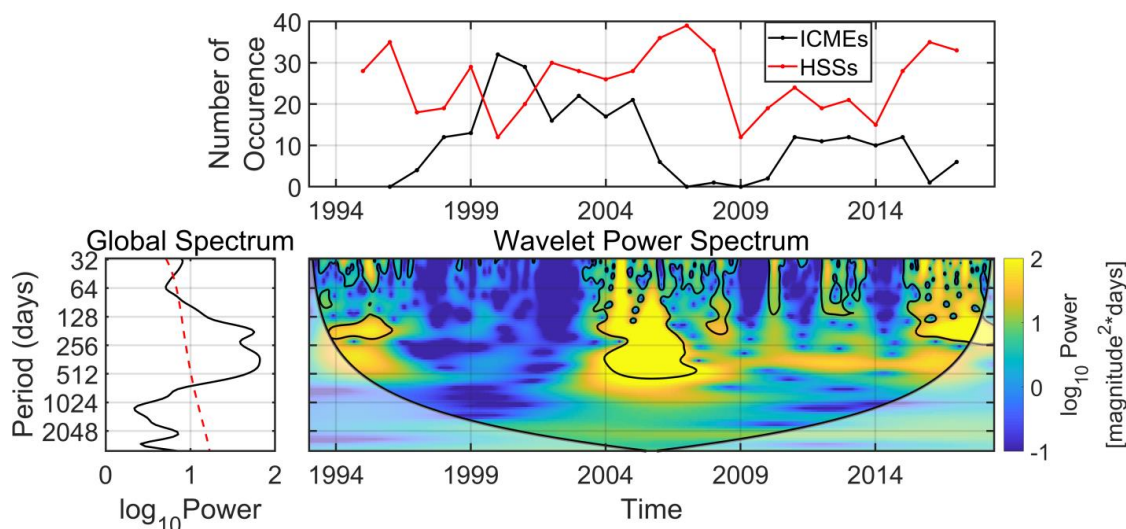 40
30
20
10
0
Number of
Occurence
ICMEs
HSSs
1994 1999 2004 2009 2014
Global Spectrum
Wavelet Power Spectrum
32
64
128
256
512
1024
2048
Period (days)
0 1 2
log10Power
1994 1999 2004 2009 2014
Time
2
1
0
-1
log10 Power
[magnitude2*days]